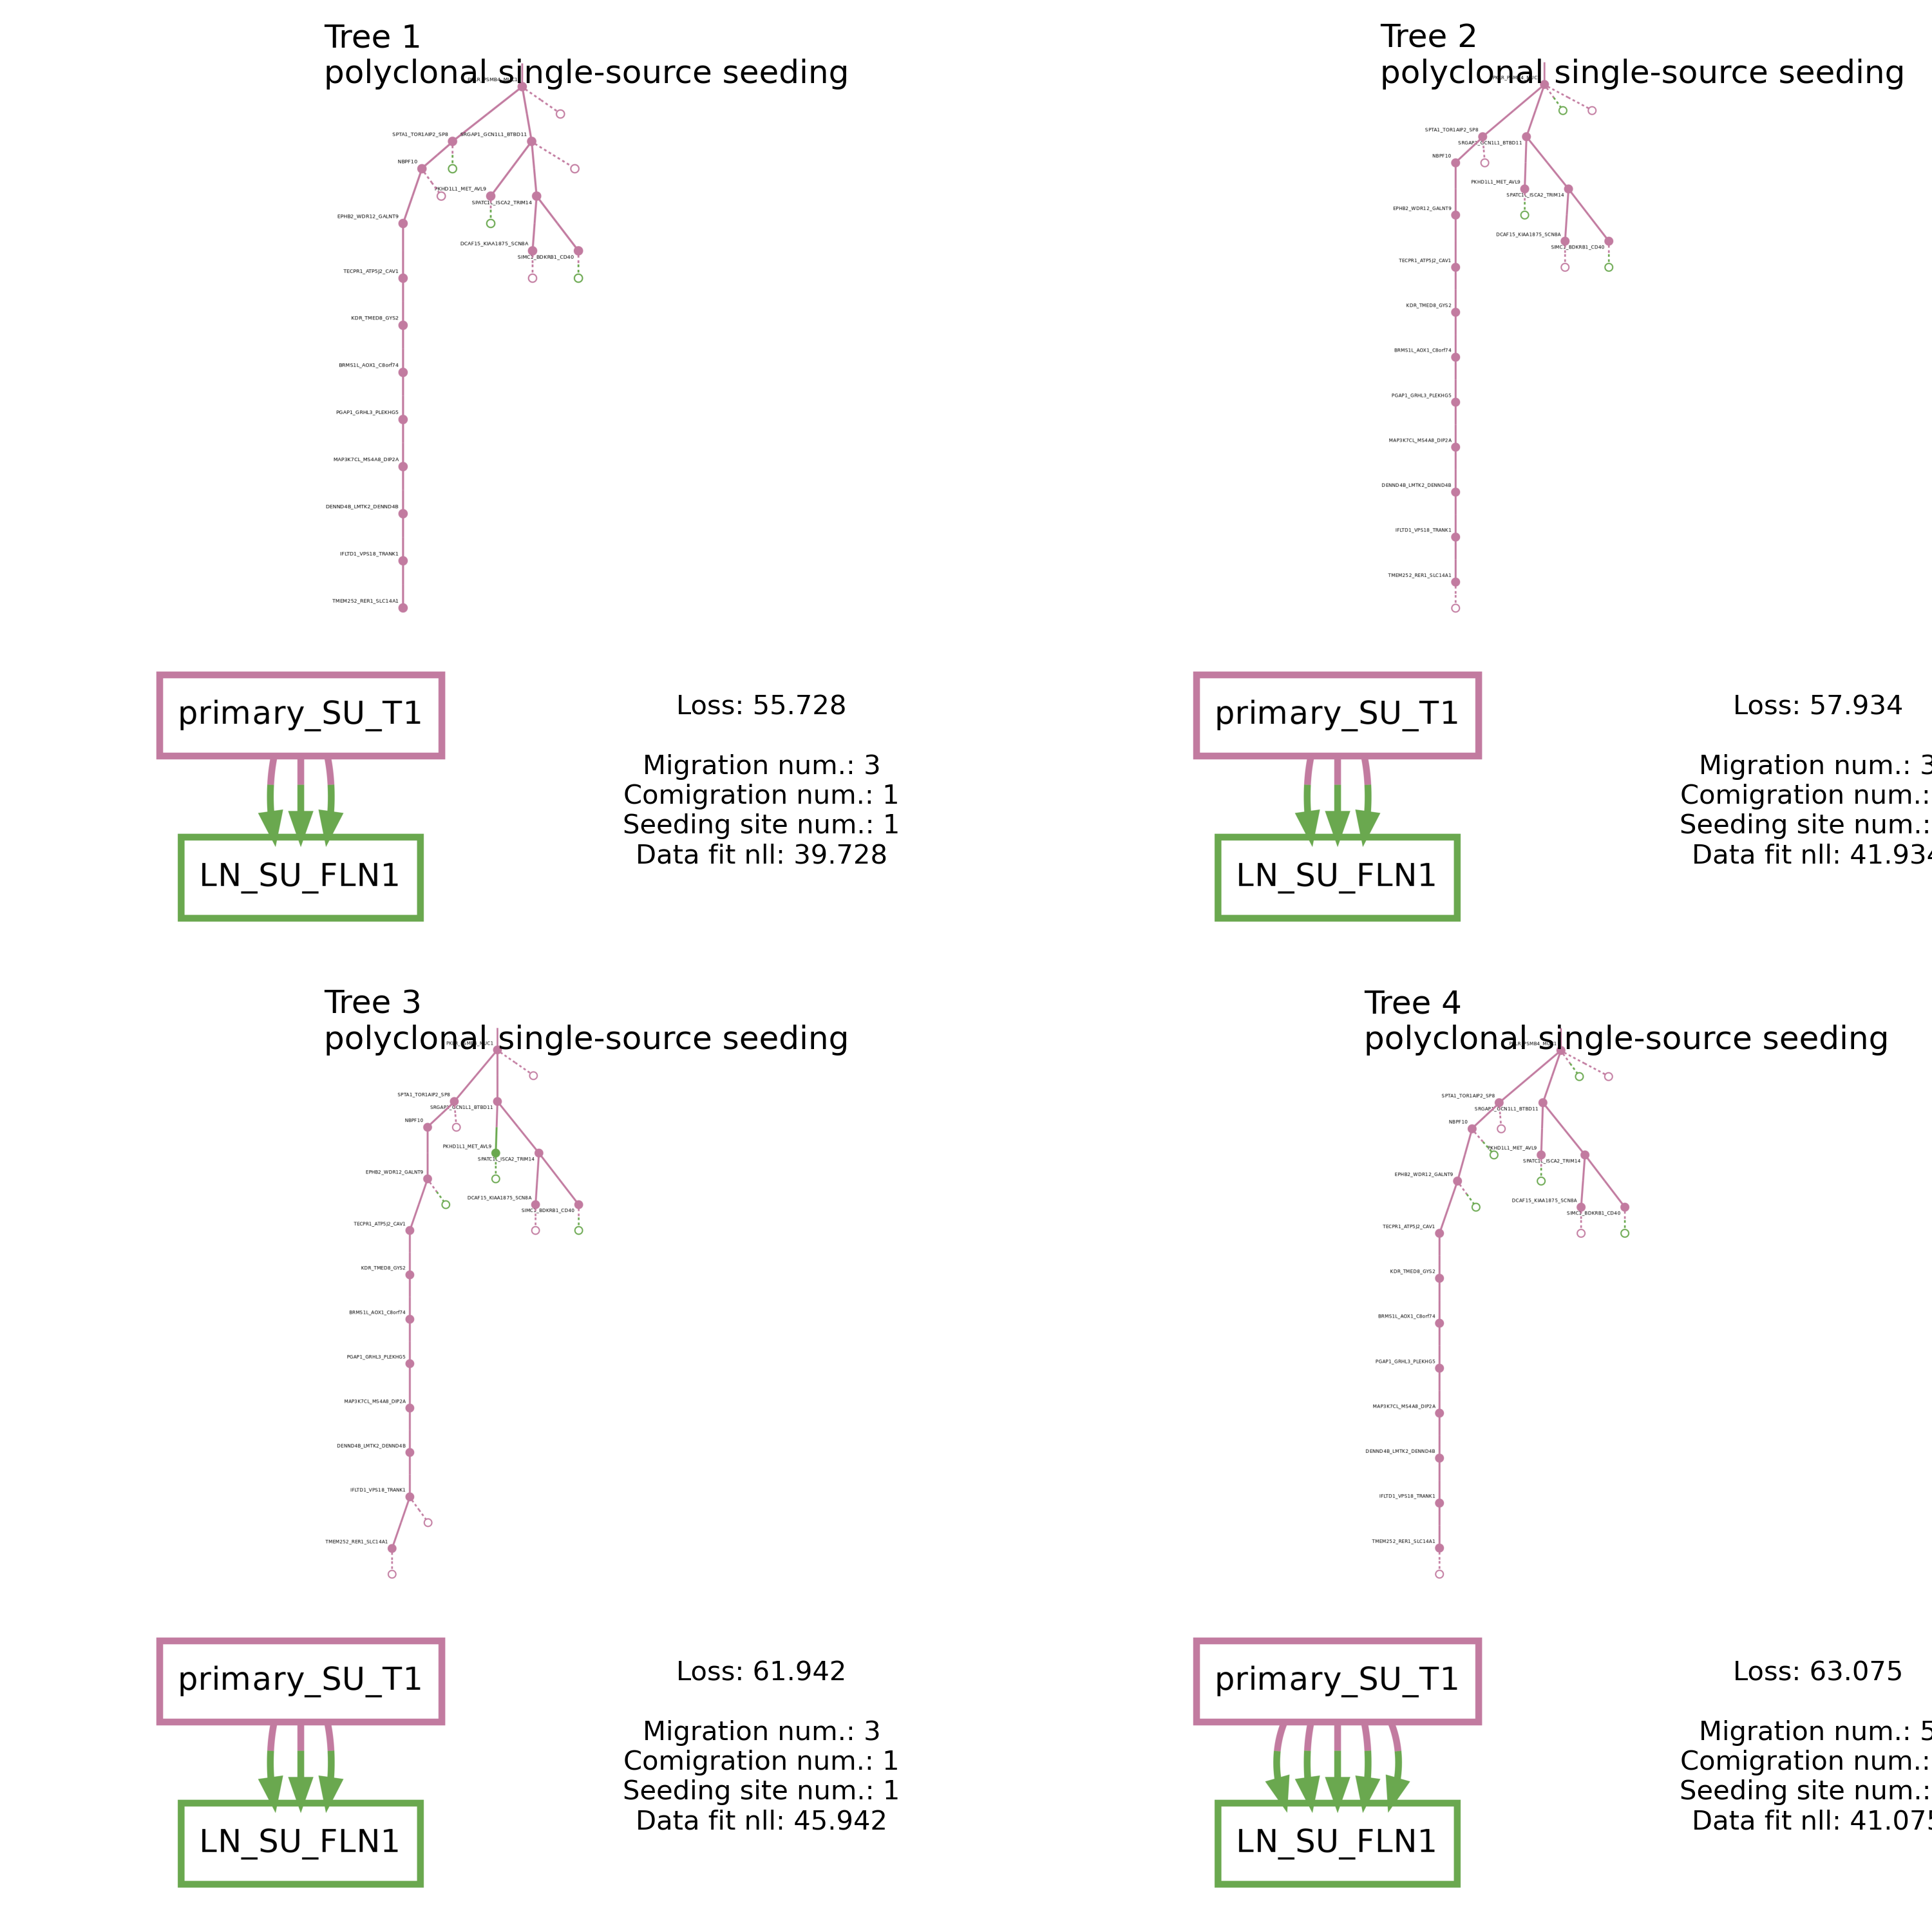 Tree 1
polyclonal single-source seeding
SPTA1_TOR1AIP2_SP8
SRGAP1_GCN1L1_BTBD11
NBPF10
PKHD1L1_MET_AVL9
SPATC1L_ISCA2_TRIM14
EPHB2_WDR12_GALNT9
DCAF15_KIAA1875_SCN8A
SIMC1_BDKRB1_CD40
TECPR1_ATP5J2_CAV1
KDR_TMED8_GYS2
BRMS1L_AOX1_C8orf74
PGAP1_GRHL3_PLEKHG5
MAP3K7CL_MS4A8_DIP2A
DENND4B_LMTK2_DENND4B
IFLTD1_VPS18_TRANK1
TMEM252_RER1_SLC14A1
primary_SU_T1
LN_SU_FLN1
Loss: 55.728
Migration num.: 3
Comigration num.: 1
Seeding site num.: 1
Data fit nll: 39.728
Tree 2
polyclonal single-source seeding
SPTA1_TOR1AIP2_SP8
SRGAP1_GCN1L1_BTBD11
NBPF10
PKHD1L1_MET_AVL9
SPATC1L_ISCA2_TRIM14
EPHB2_WDR12_GALNT9
DCAF15_KIAA1875_SCN8A
SIMC1_BDKRB1_CD40
TECPR1_ATP5J2_CAV1
KDR_TMED8_GYS2
BRMS1L_AOX1_C8orf74
PGAP1_GRHL3_PLEKHG5
MAP3K7CL_MS4A8_DIP2A
DENND4B_LMTK2_DENND4B
IFLTD1_VPS18_TRANK1
TMEM252_RER1_SLC14A1
primary_SU_T1
LN_SU_FLN1
Loss: 57.934
Migration num.: 3
Comigration num.:
Seeding site num.:
Data fit nll: 41.934
Tree 3
polyclonal single-source seeding
SPTA1_TOR1AIP2_SP8
SRGAP1_GCN1L1_BTBD11
NBPF10
PKHD1L1_MET_AVL9
SPATC1L_ISCA2_TRIM14
EPHB2_WDR12_GALNT9
DCAF15_KIAA1875_SCN8A
SIMC1_BDKRB1_CD40
TECPR1_ATP5J2_CAV1
KDR_TMED8_GYS2
BRMS1L_AOX1_C8orf74
PGAP1_GRHL3_PLEKHG5
MAP3K7CL_MS4A8_DIP2A
DENND4B_LMTK2_DENND4B
IFLTD1_VPS18_TRANK1
TMEM252_RER1_SLC14A1
primary_SU_T1
LN_SU_FLN1
Loss: 61.942
Migration num.: 3
Comigration num.: 1
Seeding site num.: 1
Data fit nll: 45.942
Tree 4
polyclonal single-source seeding
SPTA1_TOR1AIP2_SP8
SRGAP1_GCN1L1_BTBD11
NBPF10
PKHD1L1_MET_AVL9
SPATC1L_ISCA2_TRIM14
EPHB2_WDR12_GALNT9
DCAF15_KIAA1875_SCN8A
SIMC1_BDKRB1_CD40
TECPR1_ATP5J2_CAV1
KDR_TMED8_GYS2
BRMS1L_AOX1_C8orf74
PGAP1_GRHL3_PLEKHG5
MAP3K7CL_MS4A8_DIP2A
DENND4B_LMTK2_DENND4B
IFLTD1_VPS18_TRANK1
TMEM252_RER1_SLC14A1
primary_SU_T1
LN_SU_FLN1
Loss: 63.075
Migration num.: 5
Comigration num.:
Seeding site num.:
Data fit nll: 41.075